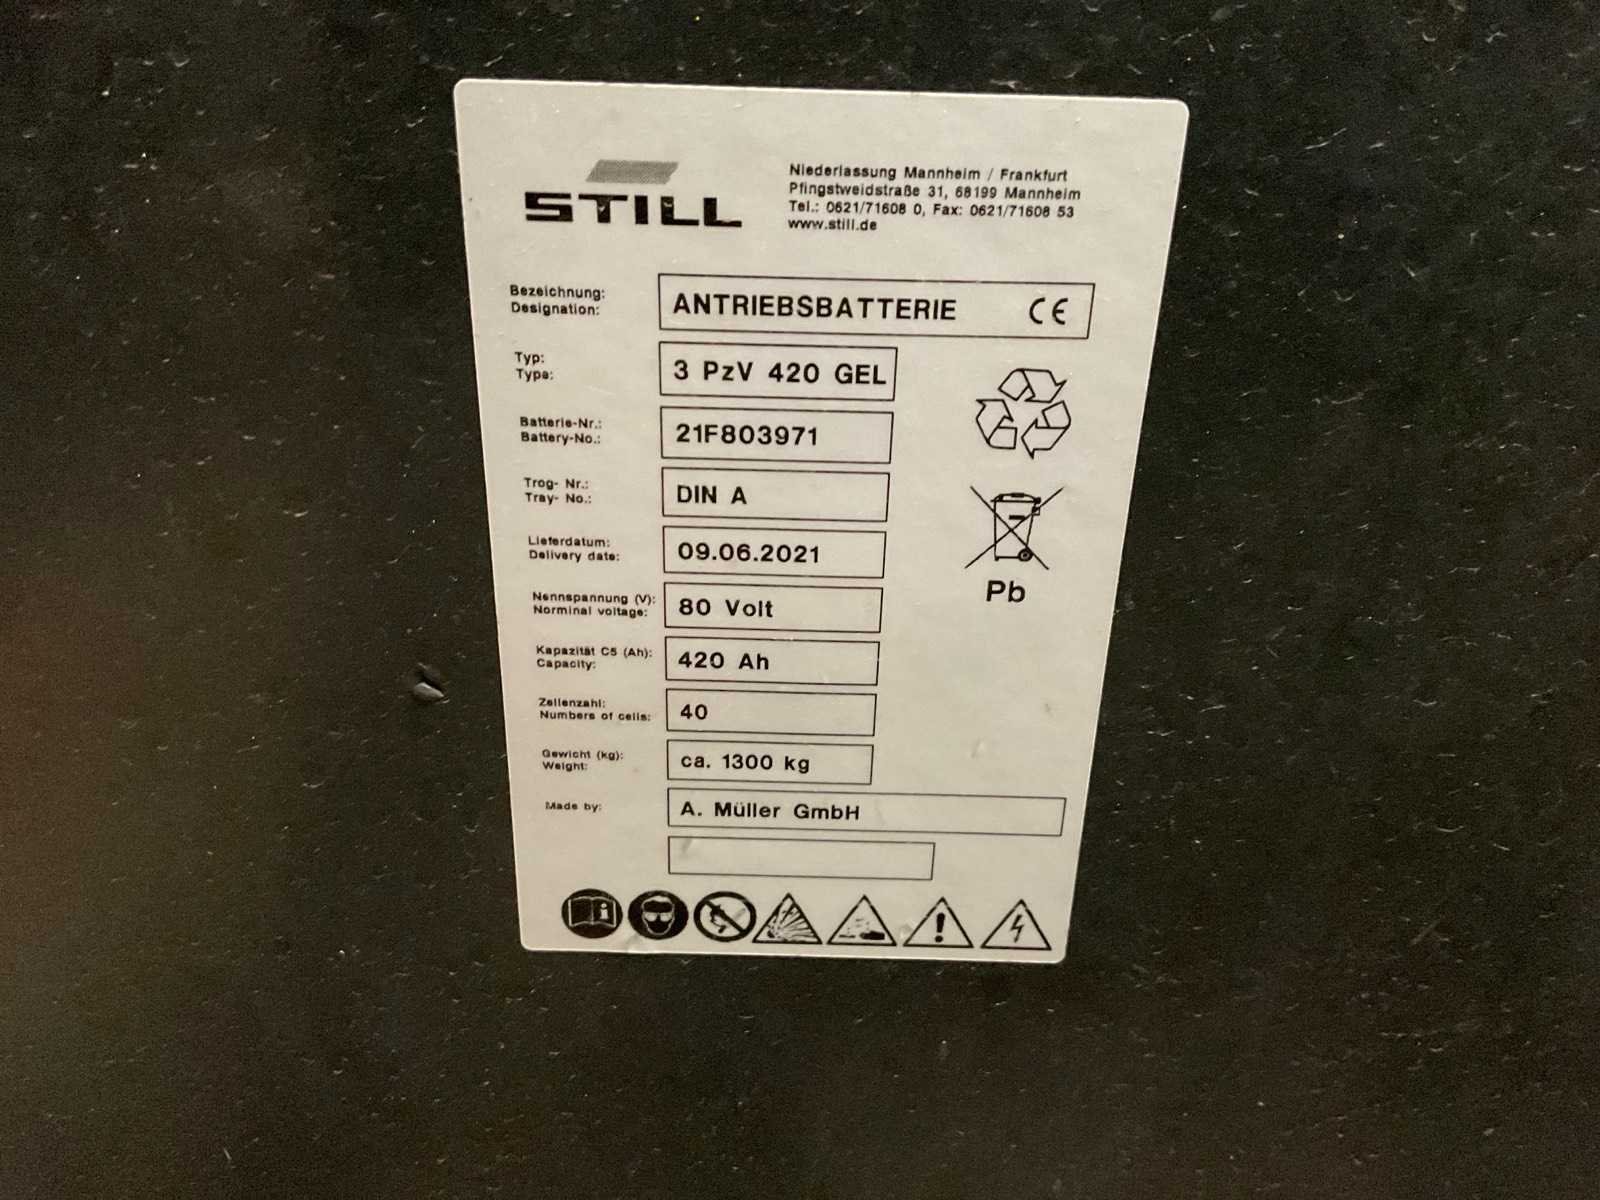 STILL
Niederlassung Mannheim / Frankfurt
Pfingstweidstraße 31, 68199 Mannheim
Tel.: 0621/71608 0, Fax: 0621/71608 53
www.still.de
Bezeichnung:
Designation:
ANTRIEBSBATTERIE CE
Typ:
Type:
3 PzV 420 GEL
Batterie-Nr.:
Battery-No.:
21F803971
Trog- Nr.:
Tray- No.:
DIN A
Lieferdatum:
Delivery date:
09.06.2021
Nennspannung (V):
Norminal voltage:
80 Volt
Kapazität C5 (Ah):
Capacity:
420 Ah
Zellenzahl:
Numbers of cells:
40
Gewicht (kg):
Weight:
ca. 1300 kg
Made by:
A. Müller GmbH
Pb